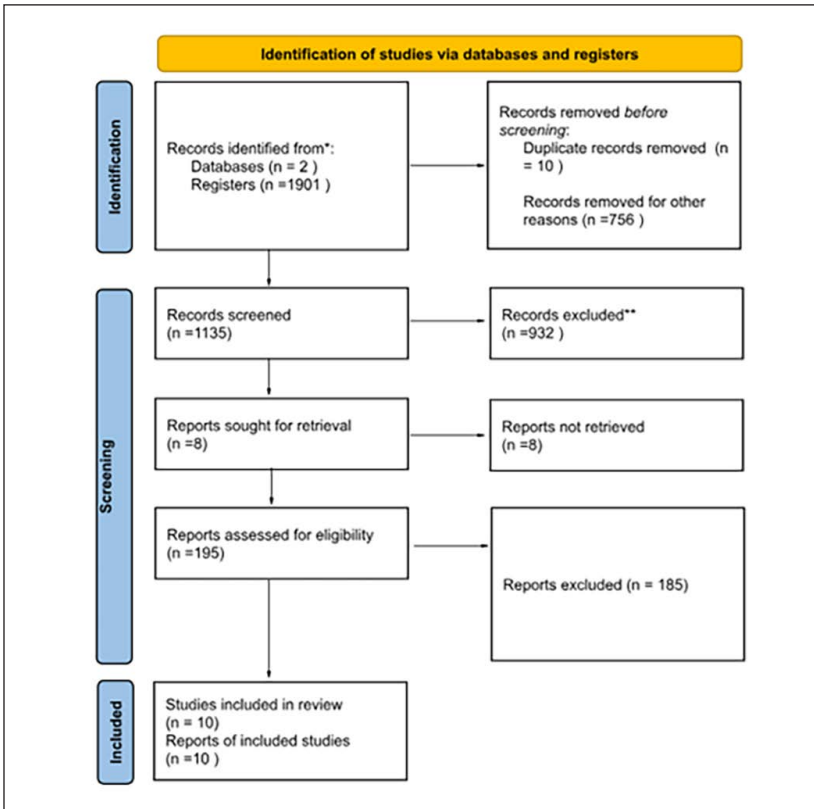 Identification of studies via databases and registers
Identification
Records identified from*:
Databases (n = 2 )
Registers (n =1901 )
Records removed before
screening:
Duplicate records removed (n
= 10 )
Records removed for other
reasons (n =756 )
Screening
Records screened
(n =1135)
Records excluded**
(n =932 )
Reports sought for retrieval
(n =8)
Reports not retrieved
(n =8)
Reports assessed for eligibility
(n =195)
Reports excluded (n = 185)
Included
Studies included in review
(n = 10)
Reports of included studies
(n =10 )